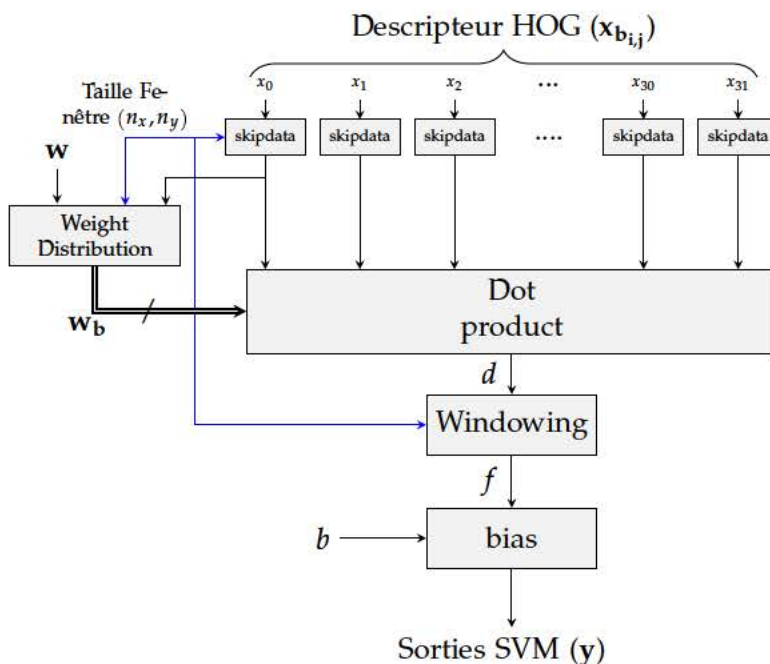 Descripteur HOG (x_{b_{i,j}})
Taille Fe-
nêtre (n_x, n_y)
x_0 x_1 x_2 ... x_30 x_31
skipdata skipdata skipdata .... skipdata skipdata
w
Weight
Distribution
w_b
Dot
product
d
Windowing
f
b
bias
Sorties SVM (y)